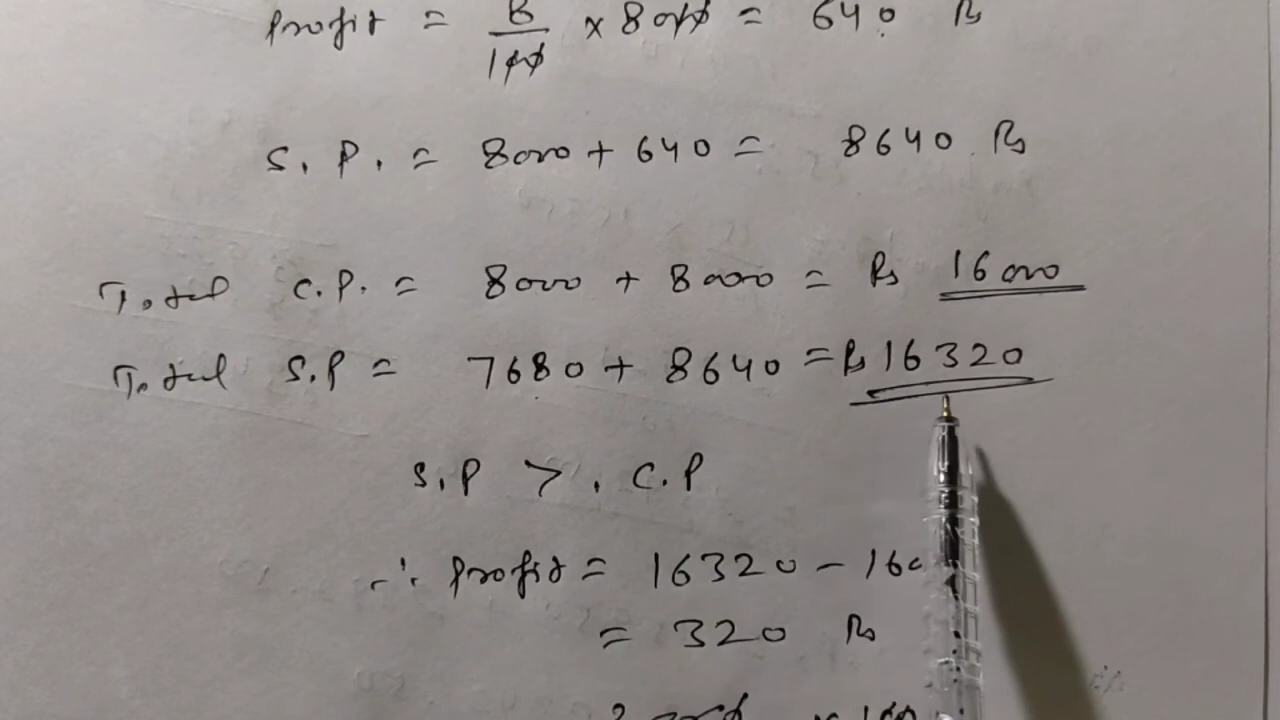 Profit = 8/100 × 8000 = 640 Rs
S. P. = 8000 + 640 = 8640 Rs
Total C.P. = 8000 + 8000 = Rs 16000
Total S.P = 7680 + 8640 = Rs 16320
S.P > . C.P
∴ Profit = 16320 - 160
= 320 Rs